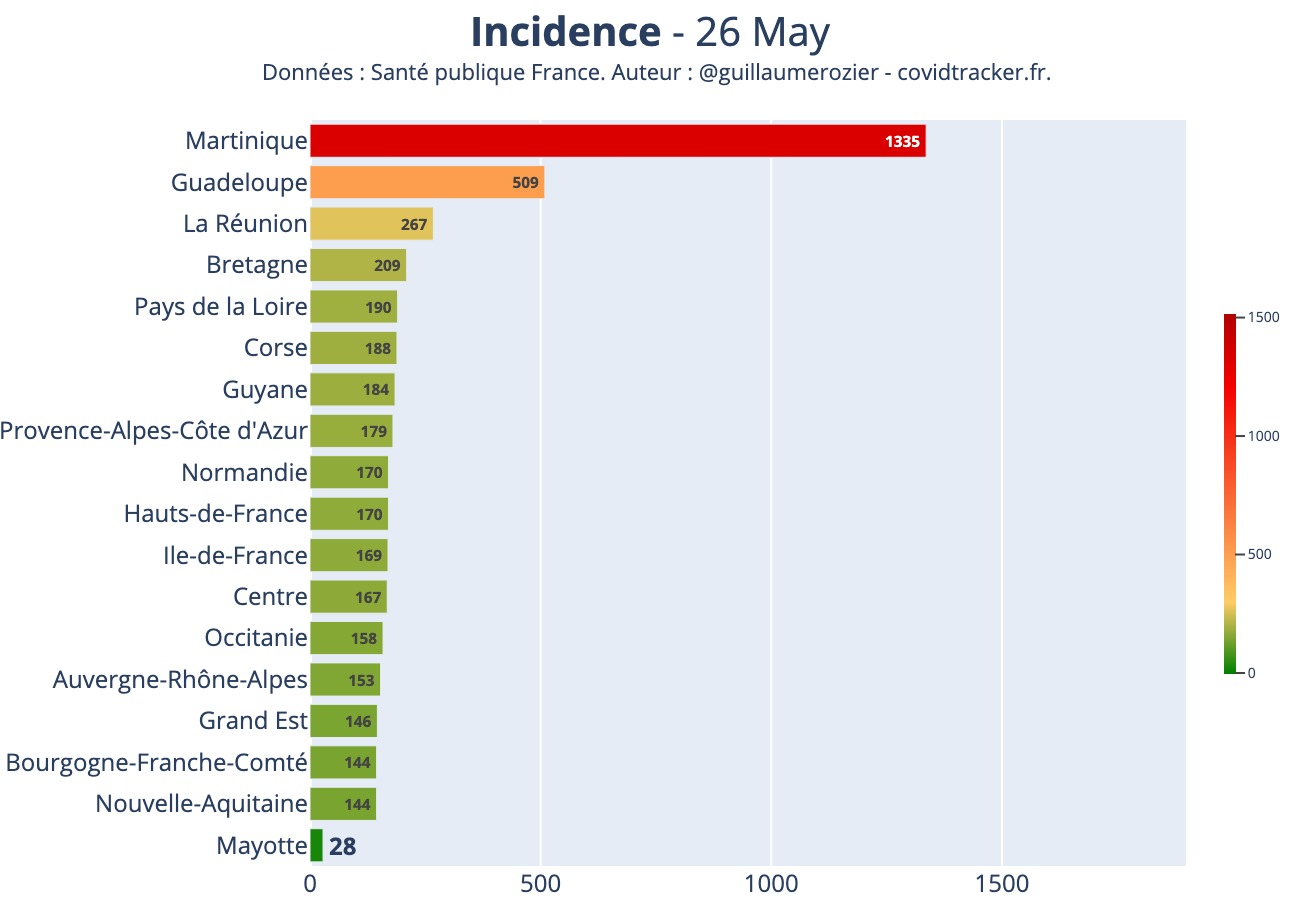 Incidence - 26 May
Données : Santé publique France. Auteur : @guillaumerozier - covidtracker.fr.
Martinique 1335
Guadeloupe 509
La Réunion 267
Bretagne 209
Pays de la Loire 190
Corse 188
Guyane 184
Provence-Alpes-Côte d'Azur 179
Normandie 170
Hauts-de-France 170
Ile-de-France 169
Centre 167
Occitanie 158
Auvergne-Rhône-Alpes 153
Grand Est 146
Bourgogne-Franche-Comté 144
Nouvelle-Aquitaine 144
Mayotte 28
0 500 1000 1500
1500
1000
500
0